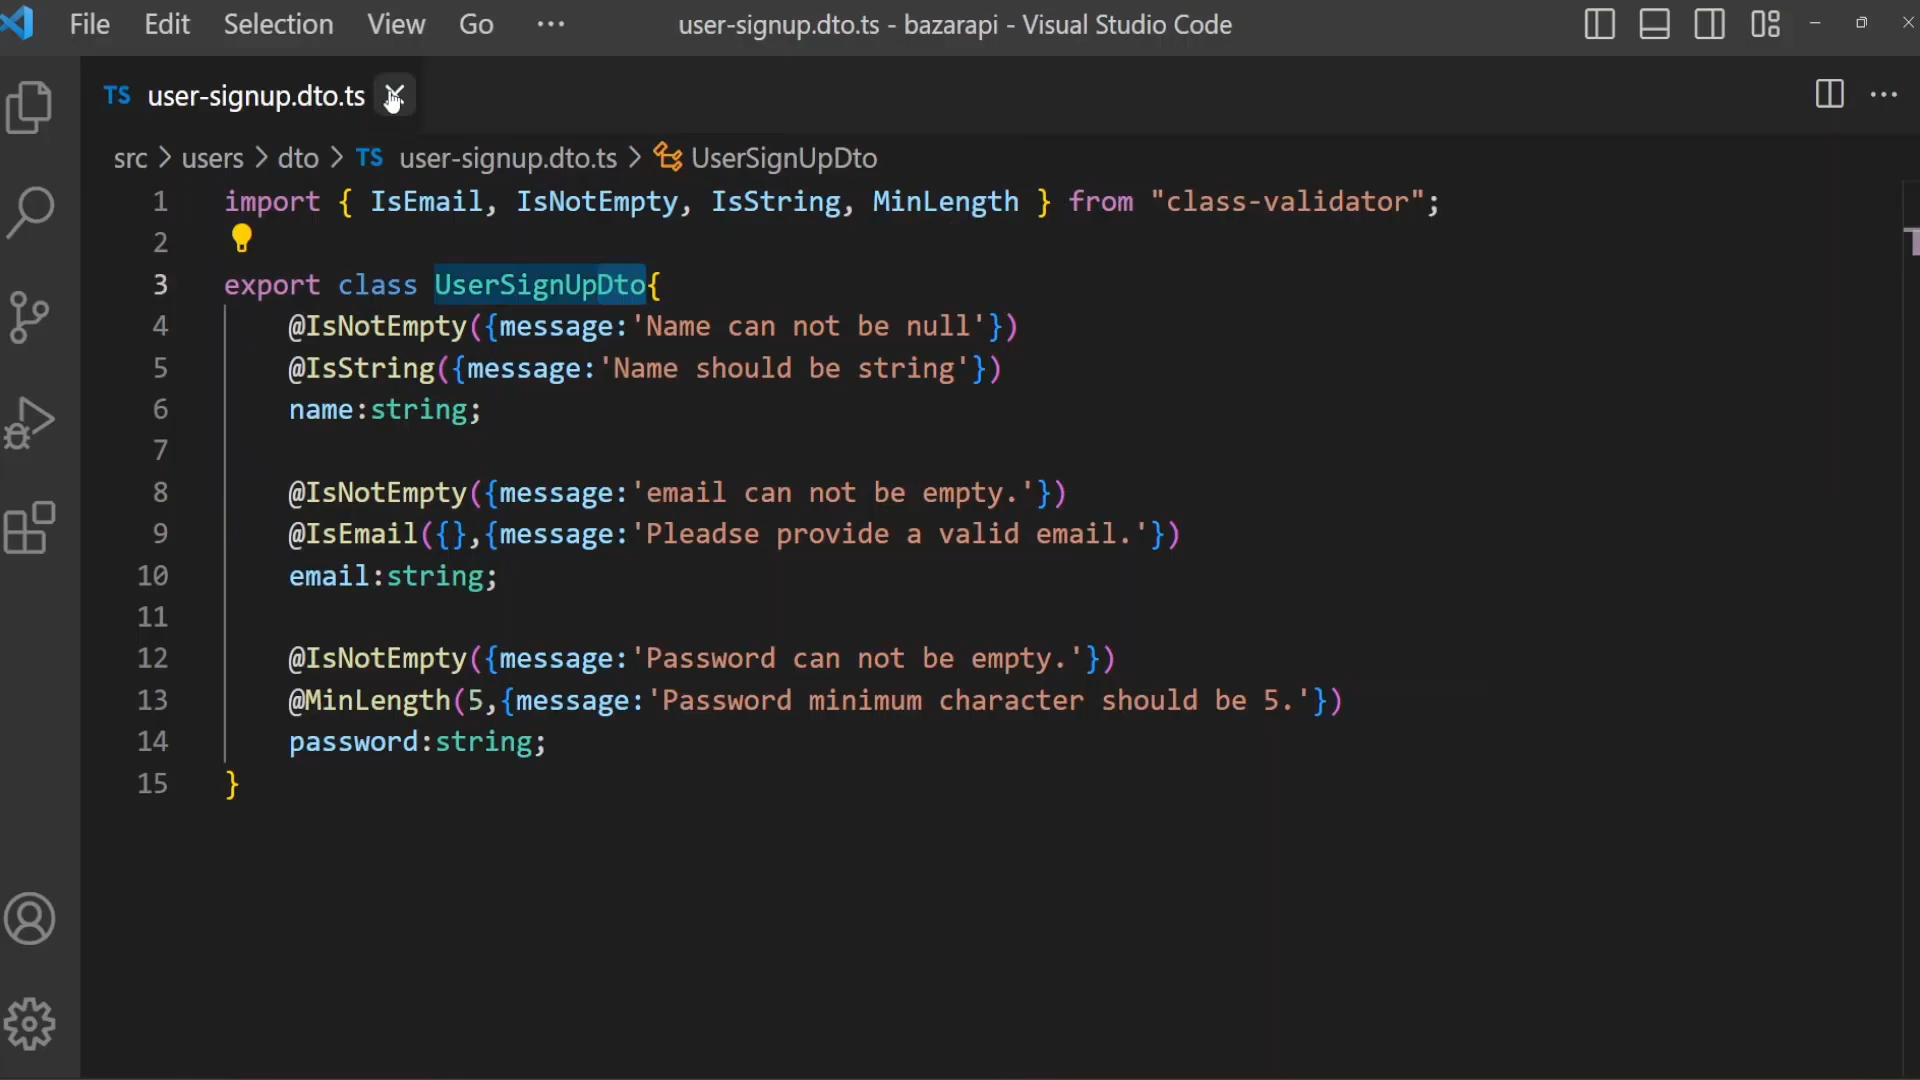 File Edit Selection View Go ··· user-signup.dto.ts - bazarapi - Visual Studio Code
TS user-signup.dto.ts
src > users > dto > TS user-signup.dto.ts > UserSignUpDto
1 import { IsEmail, IsNotEmpty, IsString, MinLength } from "class-validator";
2
3 export class UserSignUpDto{
4 @IsNotEmpty({message:'Name can not be null'})
5 @IsString({message:'Name should be string'})
6 name:string;
7
8 @IsNotEmpty({message:'email can not be empty.'})
9 @IsEmail({},{message:'Pleadse provide a valid email.'})
10 email:string;
11
12 @IsNotEmpty({message:'Password can not be empty.'})
13 @MinLength(5,{message:'Password minimum character should be 5.'})
14 password:string;
15 }